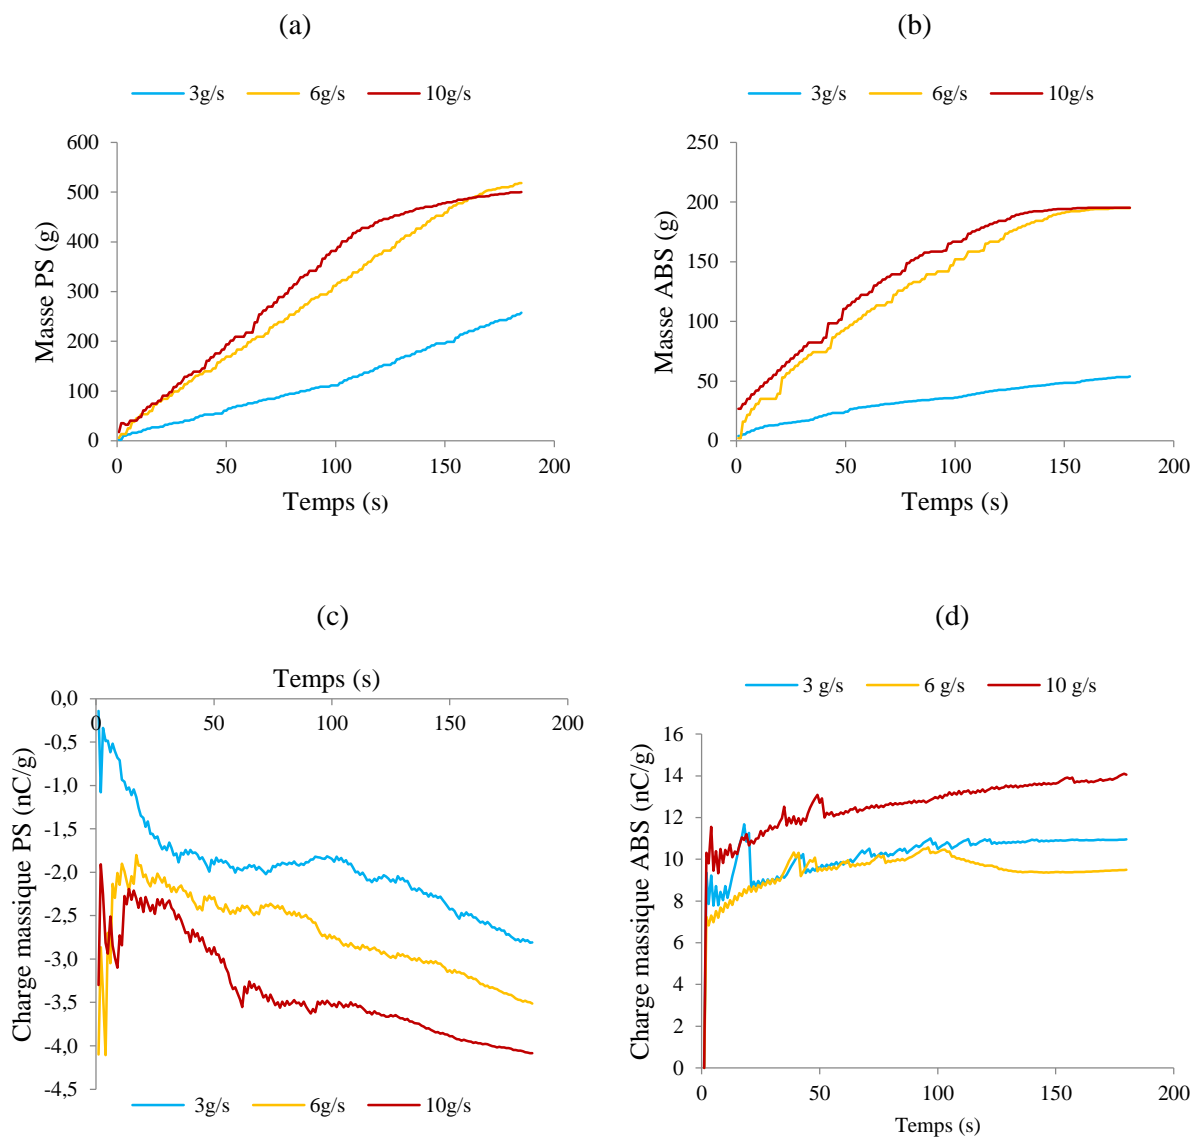 (a)
3g/s 6g/s 10g/s
600
500
400
300
200
100
0
0 50 100 150 200
Masse PS (g)
Temps (s)
(b)
3g/s 6g/s 10g/s
250
200
150
100
50
0
0 50 100 150 200
Masse ABS (g)
Temps (s)
(c)
Temps (s)
0 50 100 150 200
0,0
-0,5
-1,0
-1,5
-2,0
-2,5
-3,0
-3,5
-4,0
-4,5
Charge massique PS (nC/g)
3g/s 6g/s 10g/s
(d)
3 g/s 6 g/s 10 g/s
16
14
12
10
8
6
4
2
0
0 50 100 150 200
Charge massique ABS (nC/g)
Temps (s)